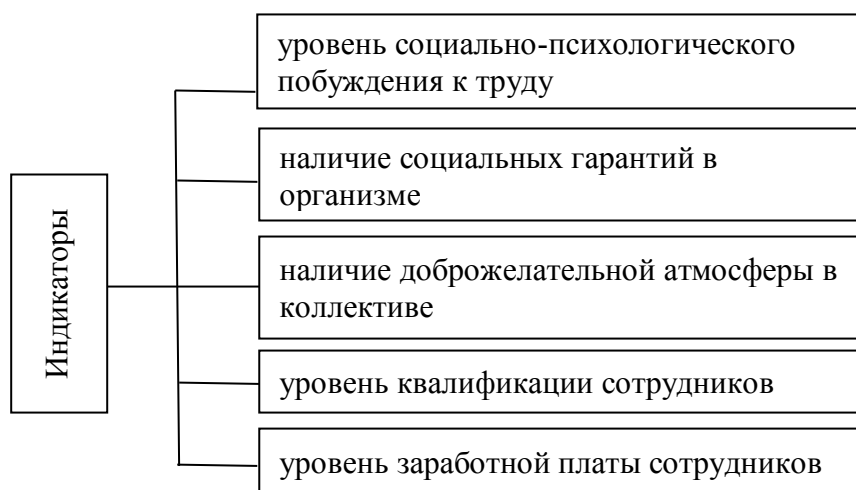 Индикаторы
уровень социально-психологического
побуждения к труду
наличие социальных гарантий в
организме
наличие доброжелательной атмосферы в
коллективе
уровень квалификации сотрудников
уровень заработной платы сотрудников